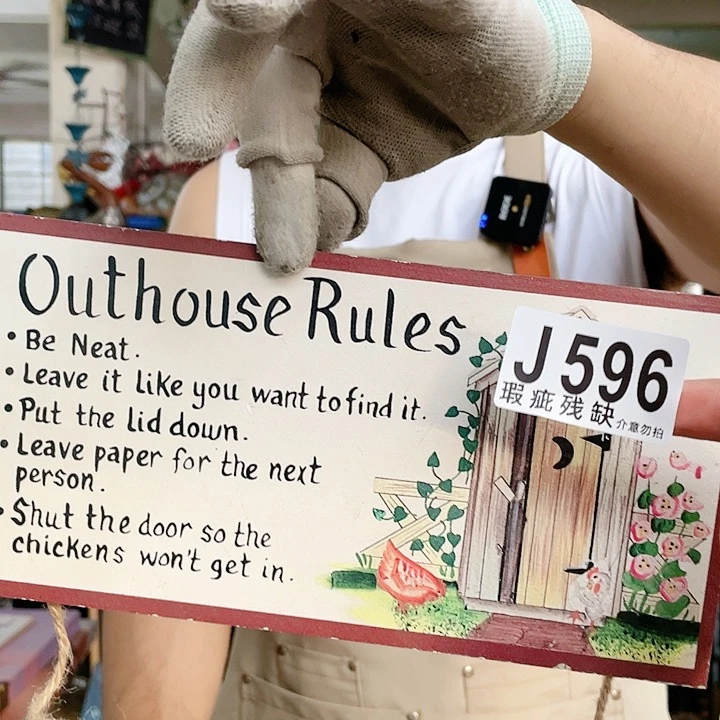 Outhouse Rules
• Be Neat.
• Leave it like you want to find it.
• Put the lid down.
• Leave paper for the next
person.
• Shut the door so the
chickens won't get in.
J596
瑕疵残缺介意勿拍